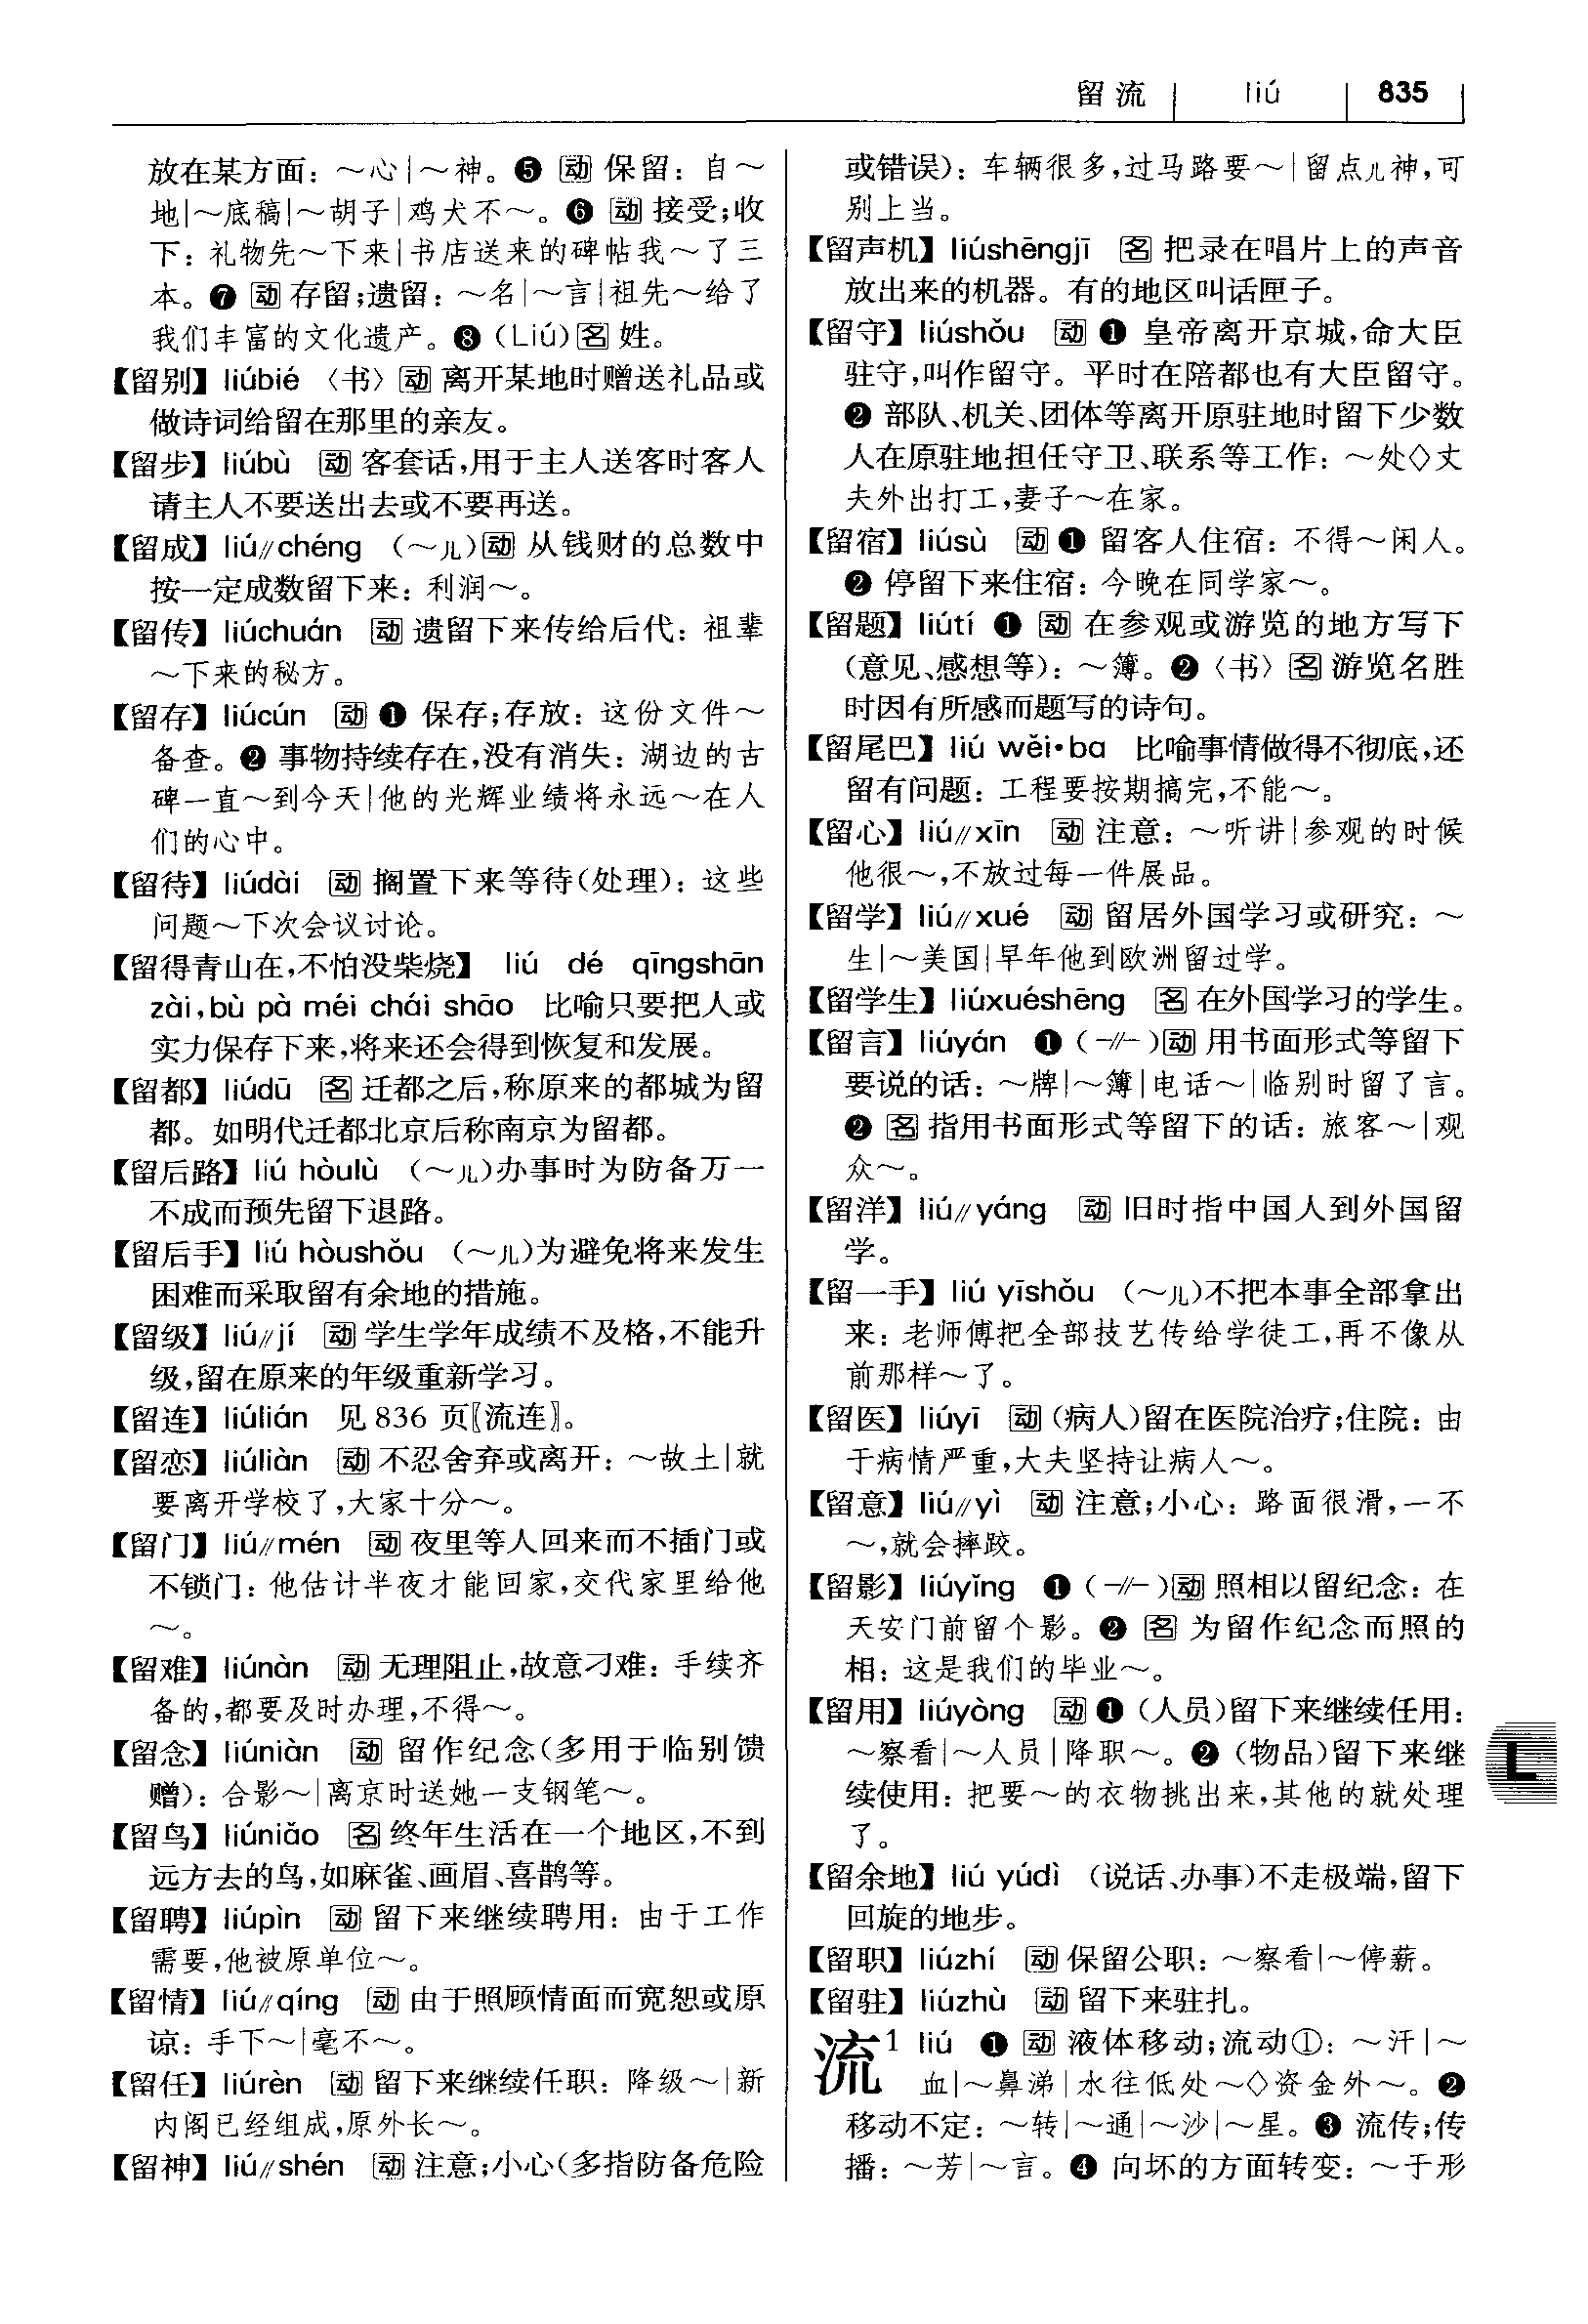 留流 liú 835
放在某方面：～心|～神。❺ 动 保留：自～
地|～底稿|～胡子|鸡犬不～。❻ 动 接受;收
下：礼物先～下来|书店送来的碑帖我～了三
本。❼ 动 存留;遗留：～名|～言|祖先～给了
我们丰富的文化遗产。❽（Liú）名 姓。
【留别】liúbié 〈书〉动 离开某地时赠送礼品或
做诗词给留在那里的亲友。
【留步】liúbù 动 客套话,用于主人送客时客人
请主人不要送出去或不要再送。
【留成】liú//chéng （～儿）动 从钱财的总数中
按一定成数留下来：利润～。
【留传】liúchuán 动 遗留下来传给后代：祖辈
～下来的秘方。
【留存】liúcún 动 ❶ 保存;存放：这份文件～
备查。❷ 事物持续存在,没有消失：湖边的古
碑一直～到今天|他的光辉业绩将永远～在人
们的心中。
【留待】liúdài 动 搁置下来等待（处理）：这些
问题～下次会议讨论。
【留得青山在,不怕没柴烧】 liú dé qīngshān
zài, bù pà méi chái shāo 比喻只要把人或
实力保存下来,将来还会得到恢复和发展。
【留都】liúdū 名 迁都之后,称原来的都城为留
都。如明代迁都北京后称南京为留都。
【留后路】liú hòulù （～儿）办事时为防备万一
不成而预先留下退路。
【留后手】liú hòushǒu （～儿）为避免将来发生
困难而采取留有余地的措施。
【留级】liú//jí 动 学生学年成绩不及格,不能升
级,留在原来的年级重新学习。
【留连】liúlián 见 836 页〖流连〗。
【留恋】liúliàn 动 不忍舍弃或离开：～故土|就
要离开学校了,大家十分～。
【留门】liú//mén 动 夜里等人回来而不插门或
不锁门：他估计半夜才能回家,交代家里给他
～。
【留难】liúnàn 动 无理阻止,故意刁难：手续齐
备的,都要及时办理,不得～。
【留念】liúniàn 动 留作纪念（多用于临别馈
赠）：合影～|离京时送她一支钢笔～。
【留鸟】liúniǎo 名 终年生活在一个地区,不到
远方去的鸟,如麻雀、画眉、喜鹊等。
【留聘】liúpìn 动 留下来继续聘用：由于工作
需要,他被原单位～。
【留情】liú//qíng 动 由于照顾情面而宽恕或原
谅：手下～|毫不～。
【留任】liúrèn 动 留下来继续任职：降级～|新
内阁已经组成,原外长～。
【留神】liú//shén 动 注意;小心（多指防备危险
或错误）：车辆很多,过马路要～|留点儿神,可
别上当。
【留声机】liúshēngjī 名 把录在唱片上的声音
放出来的机器。有的地区叫话匣子。
【留守】liúshǒu 动 ❶ 皇帝离开京城,命大臣
驻守,叫作留守。平时在陪都也有大臣留守。
❷ 部队、机关、团体等离开原驻地时留下少数
人在原驻地担任守卫、联系等工作：～处◇丈
夫外出打工,妻子～在家。
【留宿】liúsù 动 ❶ 留客人住宿：不得～闲人。
❷ 停留下来住宿：今晚在同学家～。
【留题】liútí ❶ 动 在参观或游览的地方写下
（意见、感想等）：～簿。❷〈书〉名 游览名胜
时因有所感而题写的诗句。
【留尾巴】liú wěi·ba 比喻事情做得不彻底,还
留有问题：工程要按期搞完,不能～。
【留心】liú//xīn 动 注意：～听讲|参观的时候
他很～,不放过每一件展品。
【留学】liú//xué 动 留居外国学习或研究：～
生|～美国|早年他到欧洲留过学。
【留学生】liúxuéshēng 名 在外国学习的学生。
【留言】liúyán ❶（-//-）动 用书面形式等留下
要说的话：～牌|～簿|电话～|临别时留了言。
❷ 名 指用书面形式等留下的话：旅客～|观
众～。
【留洋】liú//yáng 动 旧时指中国人到外国留
学。
【留一手】liú yīshǒu （～儿）不把本事全部拿出
来：老师傅把全部技艺传给学徒工,再不像从
前那样～了。
【留医】liúyī 动（病人）留在医院治疗;住院：由
于病情严重,大夫坚持让病人～。
【留意】liú//yì 动 注意;小心：路面很滑,一不
～,就会摔跤。
【留影】liúyǐng ❶（-//-）动 照相以留纪念：在
天安门前留个影。❷ 名 为留作纪念而照的
相：这是我们的毕业～。
【留用】liúyòng 动 ❶（人员）留下来继续任用：
～察看|～人员|降职～。❷（物品）留下来继
续使用：把要～的衣物挑出来,其他的就处理
了。
【留余地】liú yúdì （说话、办事）不走极端,留下
回旋的地步。
【留职】liúzhí 动 保留公职：～察看|～停薪。
【留驻】liúzhù 动 留下来驻扎。
流¹ liú ❶ 动 液体移动;流动①：～汗|～
血|～鼻涕|水往低处～◇资金外～。❷
移动不定：～转|～通|～沙|～星。❸ 流传;传
播：～芳|～言。❹ 向坏的方面转变：～于形
L